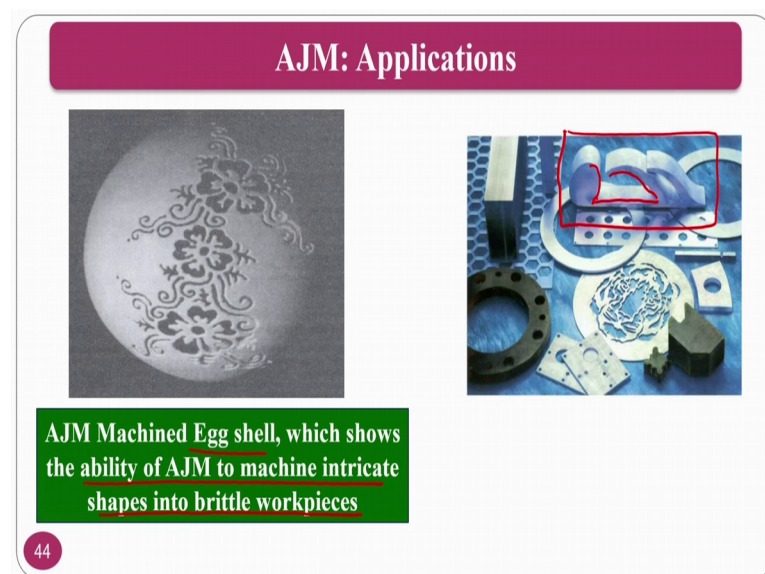 AJM: Applications
AJM Machined Egg shell, which shows
the ability of AJM to machine intricate
shapes into brittle workpieces
44